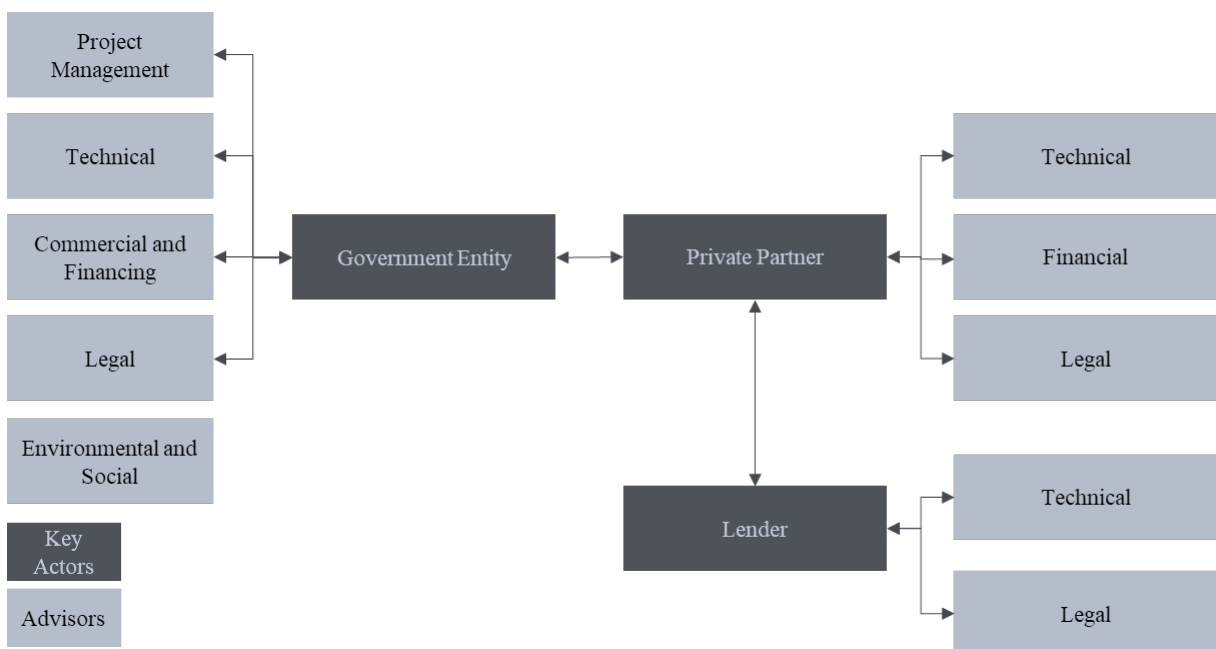 Project
Management
Technical
Commercial and
Financing
Legal
Environmental and
Social
Key
Actors
Advisors
Government Entity
Private Partner
Lender
Technical
Financial
Legal
Technical
Legal